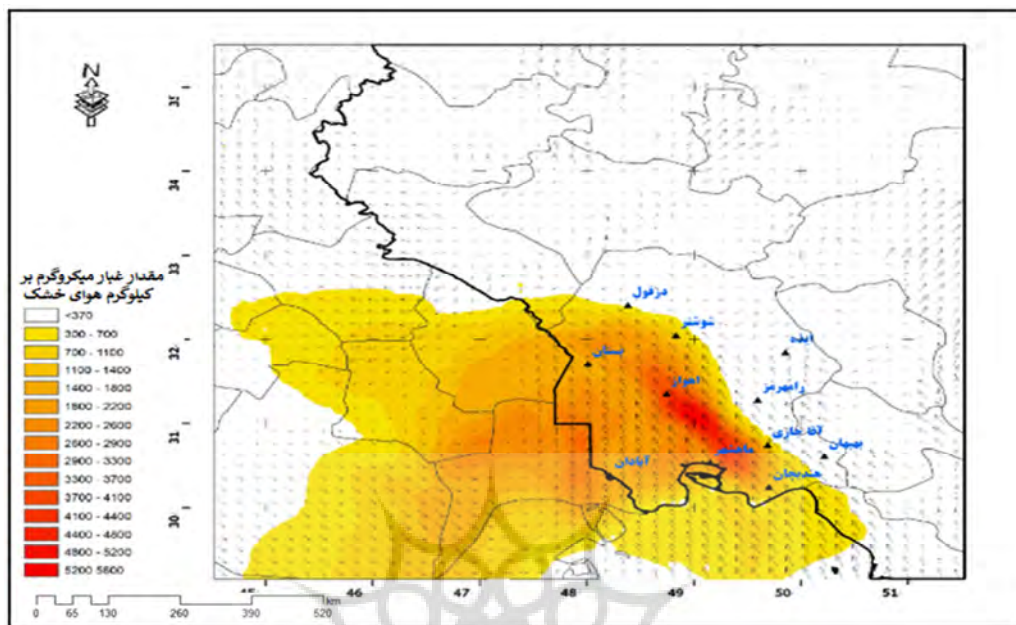 N
35
34
33
32
31
30
مقدار غبار میکروگرم بر
کیلوگرم هوای خشک
<370
300 - 700
700 - 1100
1100 - 1400
1400 - 1800
1800 - 2200
2200 - 2600
2600 - 2900
2900 - 3300
3300 - 3700
3700 - 4100
4100 - 4400
4400 - 4800
4800 - 5200
5200 5600
دزفول
شوشتر
ایذه
بستان
اهواز
رامهرمز
آغا جاری
بهبهان
ماهشهر
آبادان
هندیجان
45 46 47 48 49 50 51
km
0 65 130 260 390 520